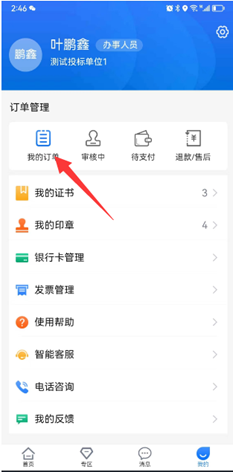 2:46
鹏鑫
叶鹏鑫 办事人员
测试投标单位1
订单管理
我的订单 审核中 待支付 退款/售后
我的证书 3
我的印章 4
银行卡管理
发票管理
使用帮助
智能客服
电话咨询
我的反馈
首页 专区 消息 我的